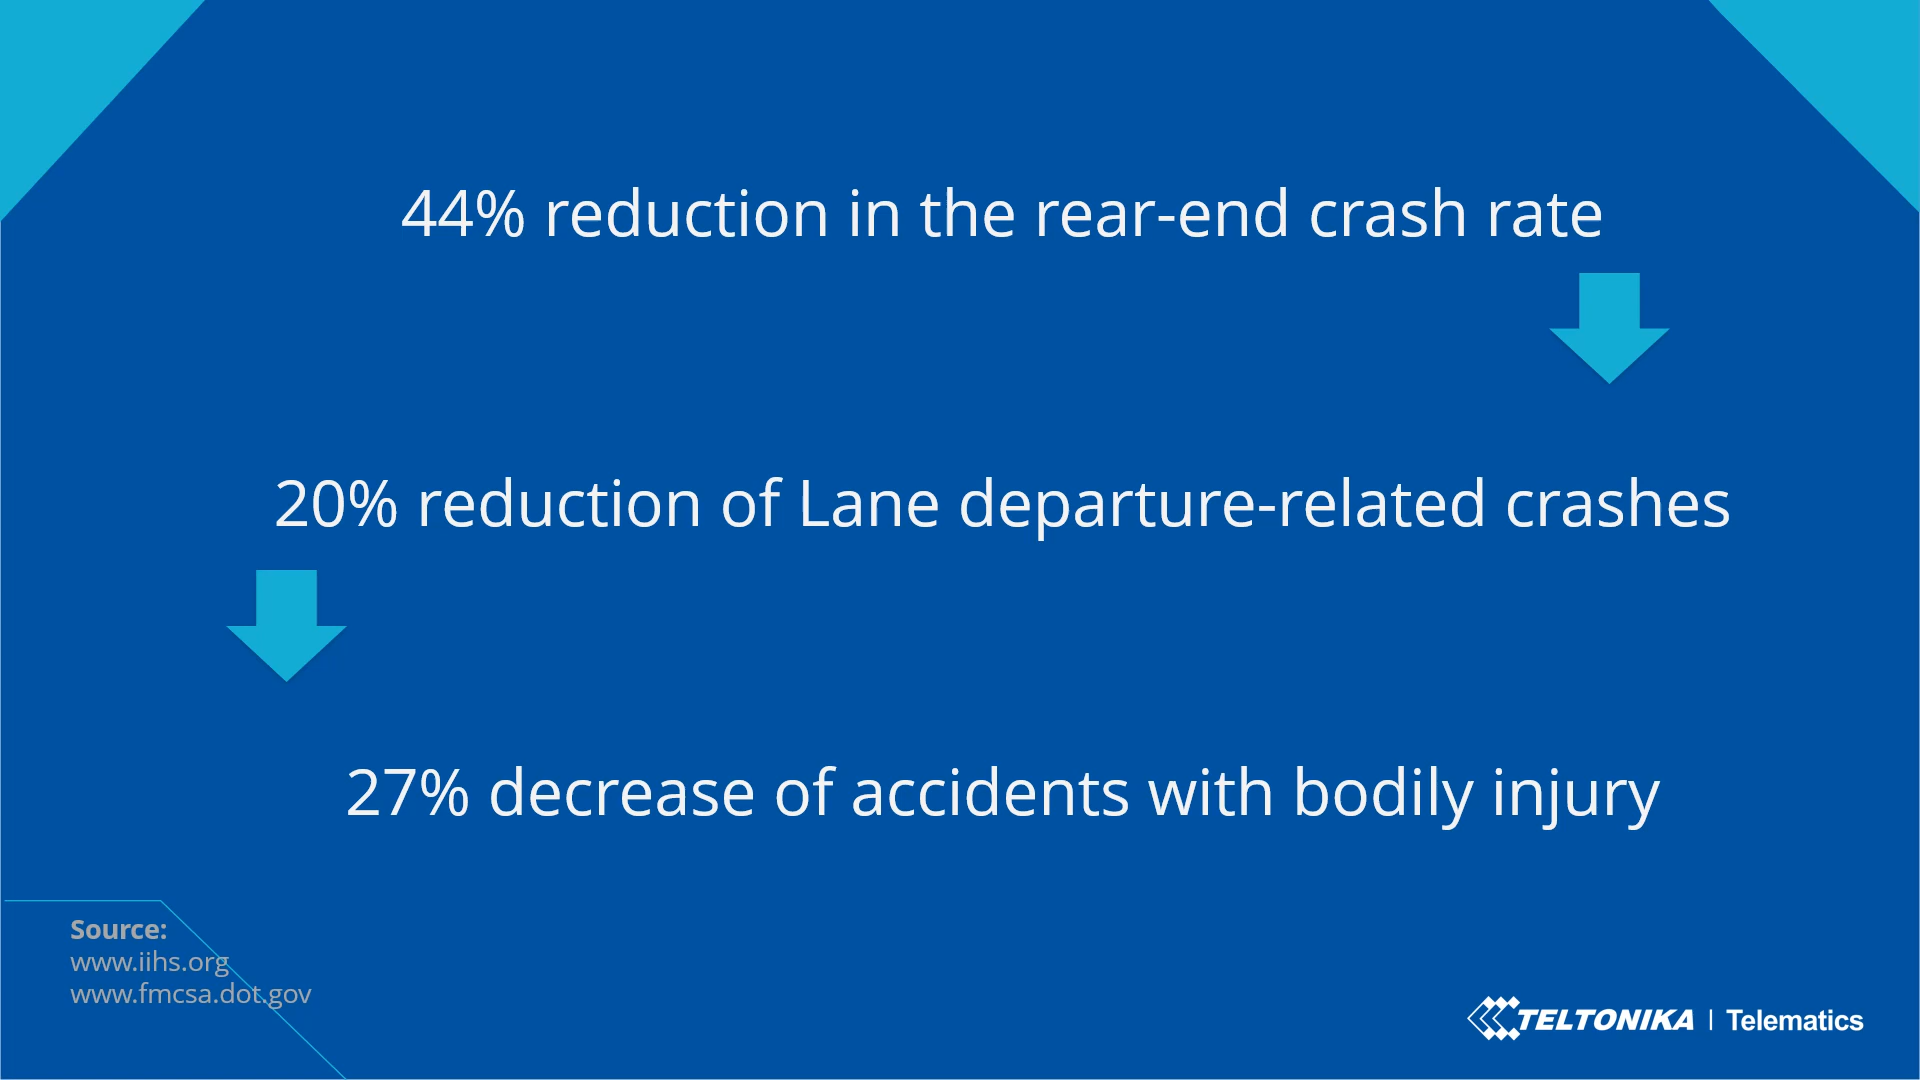 44% reduction in the rear-end crash rate
20% reduction of Lane departure-related crashes
27% decrease of accidents with bodily injury
Source:
www.iihs.org
www.fmcsa.dot.gov
TELTONIKA | Telematics